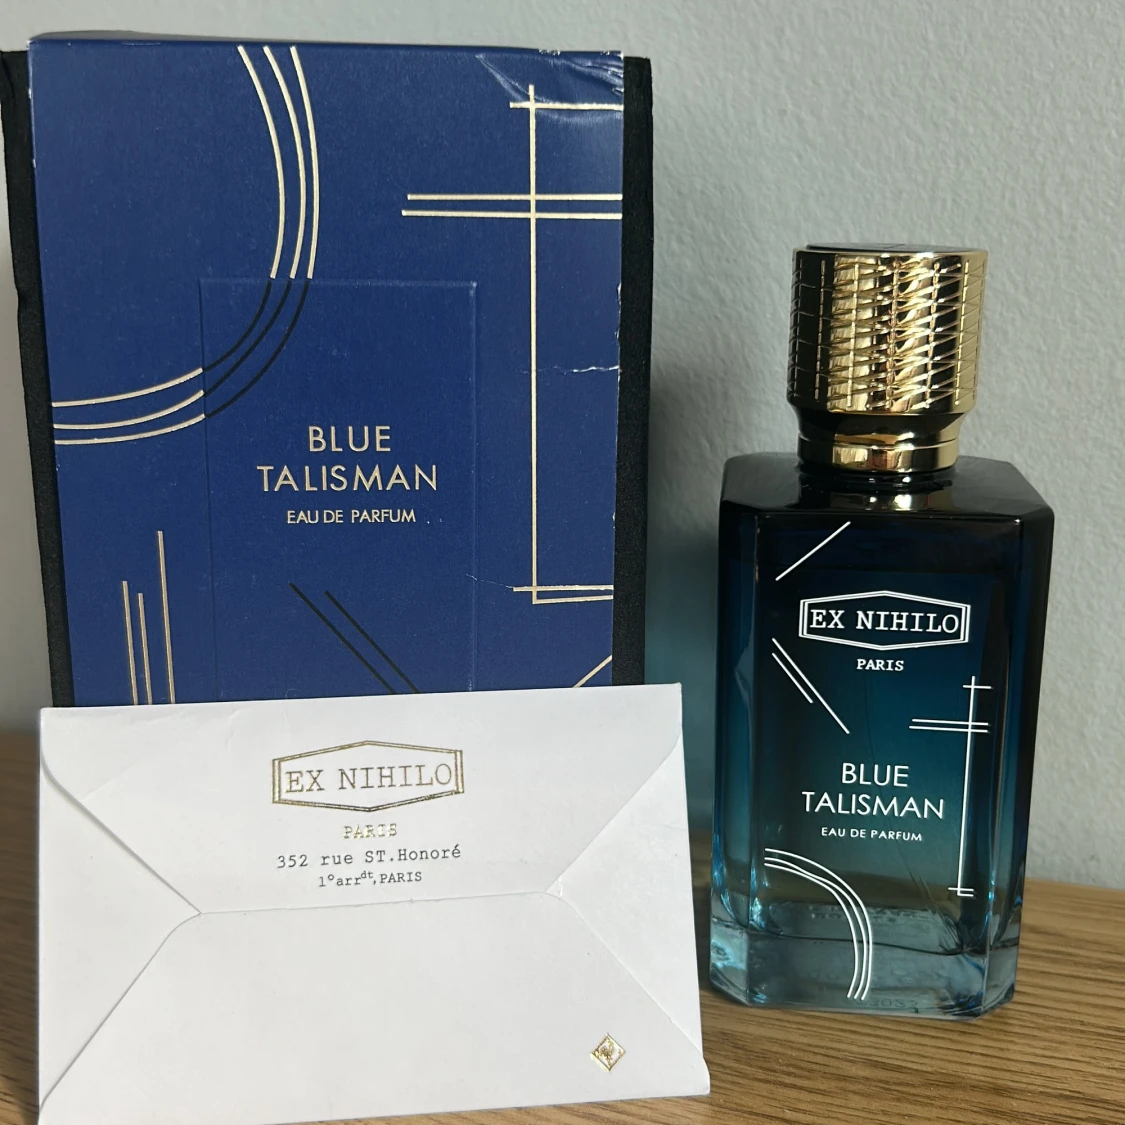 BLUE
TALISMAN
EAU DE PARFUM
EX NIHILO
PARIS
352 rue ST.Honoré
1°arrdt,PARIS
EX NIHILO
PARIS
BLUE
TALISMAN
EAU DE PARFUM